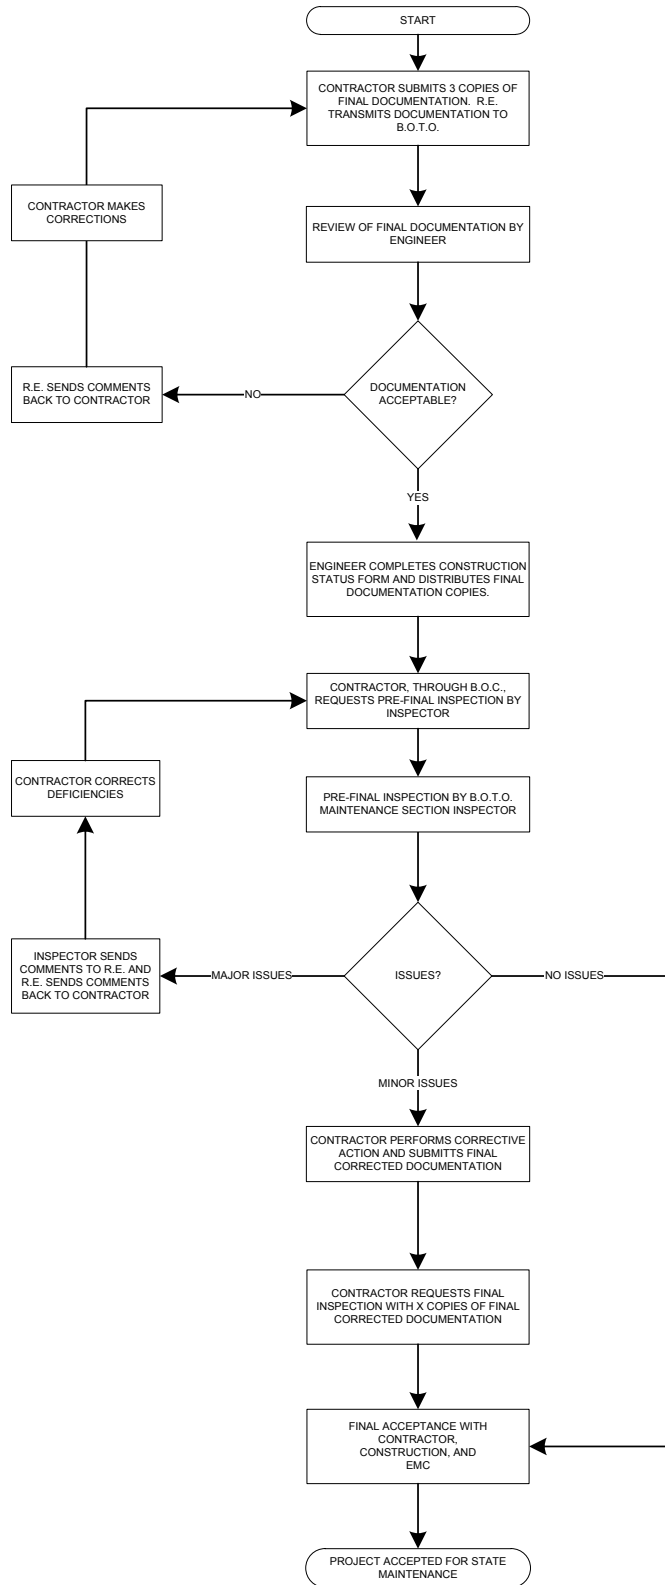 START
CONTRACTOR SUBMITS 3 COPIES OF
FINAL DOCUMENTATION. R.E.
TRANSMITS DOCUMENTATION TO
B.O.T.O.
CONTRACTOR MAKES
CORRECTIONS
REVIEW OF FINAL DOCUMENTATION BY
ENGINEER
R.E. SENDS COMMENTS
BACK TO CONTRACTOR
NO
DOCUMENTATION
ACCEPTABLE?
YES
ENGINEER COMPLETES CONSTRUCTION
STATUS FORM AND DISTRIBUTES FINAL
DOCUMENTATION COPIES.
CONTRACTOR, THROUGH B.O.C.,
REQUESTS PRE-FINAL INSPECTION BY
INSPECTOR
CONTRACTOR CORRECTS
DEFICIENCIES
PRE-FINAL INSPECTION BY B.O.T.O.
MAINTENANCE SECTION INSPECTOR
INSPECTOR SENDS
COMMENTS TO R.E. AND
R.E. SENDS COMMENTS
BACK TO CONTRACTOR
MAJOR ISSUES
ISSUES?
NO ISSUES
MINOR ISSUES
CONTRACTOR PERFORMS CORRECTIVE
ACTION AND SUBMITTS FINAL
CORRECTED DOCUMENTATION
CONTRACTOR REQUESTS FINAL
INSPECTION WITH X COPIES OF FINAL
CORRECTED DOCUMENTATION
FINAL ACCEPTANCE WITH
CONTRACTOR,
CONSTRUCTION, AND
EMC
PROJECT ACCEPTED FOR STATE
MAINTENANCE